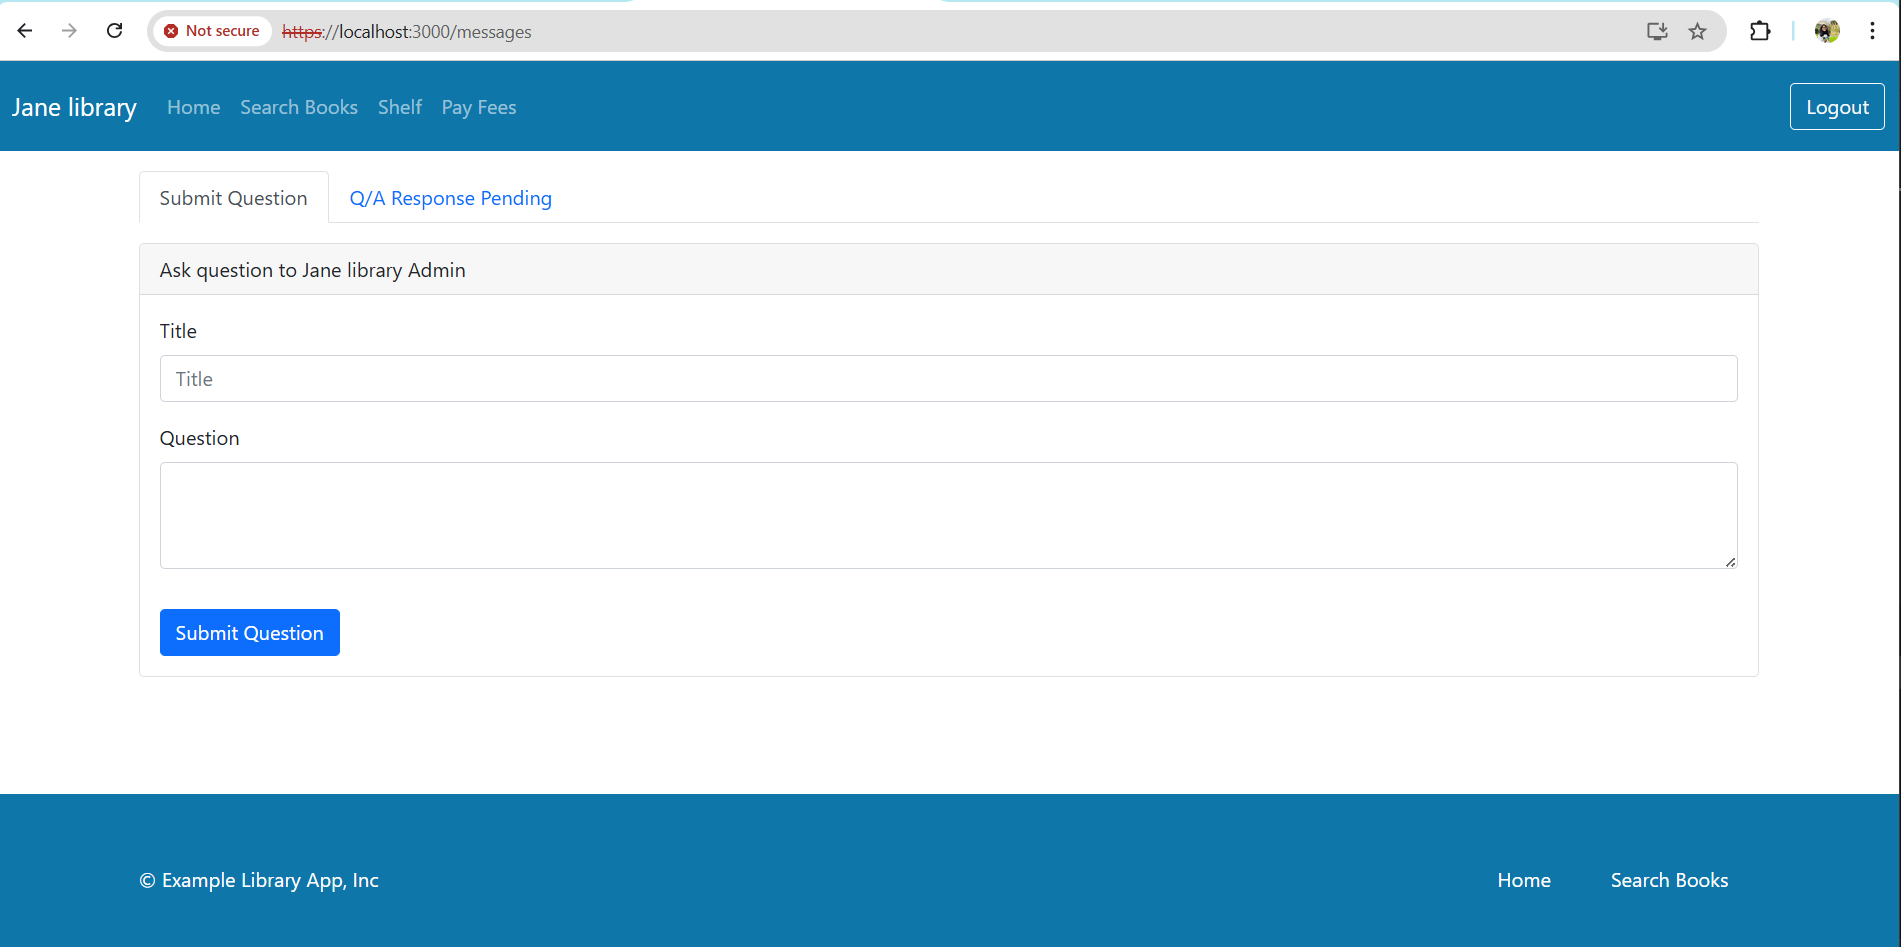 Not secure https://localhost:3000/messages
Jane library Home Search Books Shelf Pay Fees Logout
Submit Question Q/A Response Pending
Ask question to Jane library Admin
Title
Title
Question
Submit Question
© Example Library App, Inc Home Search Books